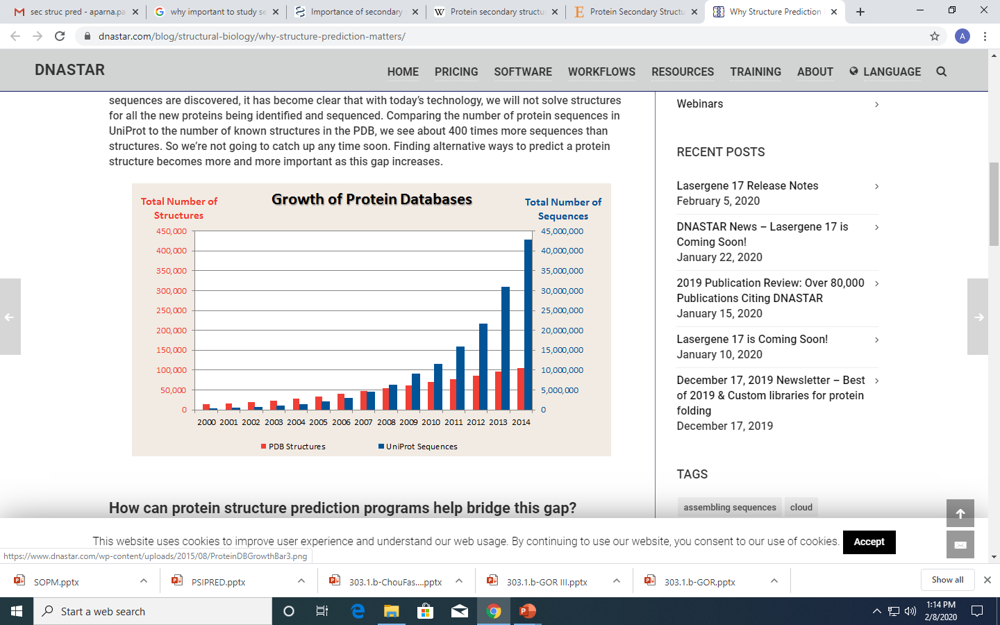 sec struc pred - aparna.pa
why important to study se
Importance of secondary
Protein secondary structu
Protein Secondary Structu
Why Structure Prediction
dnastar.com/blog/structural-biology/why-structure-prediction-matters/
A
DNASTAR
HOME PRICING SOFTWARE WORKFLOWS RESOURCES TRAINING ABOUT LANGUAGE
sequences are discovered, it has become clear that with today’s technology, we will not solve structures
for all the new proteins being identified and sequenced. Comparing the number of protein sequences in
UniProt to the number of known structures in the PDB, we see about 400 times more sequences than
structures. So we’re not going to catch up any time soon. Finding alternative ways to predict a protein
structure becomes more and more important as this gap increases.
Growth of Protein Databases
Total Number of
Structures
Total Number of
Sequences
450,000
400,000
350,000
300,000
250,000
200,000
150,000
100,000
50,000
0
45,000,000
40,000,000
35,000,000
30,000,000
25,000,000
20,000,000
15,000,000
10,000,000
5,000,000
0
2000 2001 2002 2003 2004 2005 2006 2007 2008 2009 2010 2011 2012 2013 2014
PDB Structures UniProt Sequences
How can protein structure prediction programs help bridge this gap?
Webinars
RECENT POSTS
Lasergene 17 Release Notes
February 5, 2020
DNASTAR News – Lasergene 17 is
Coming Soon!
January 22, 2020
2019 Publication Review: Over 80,000
Publications Citing DNASTAR
January 15, 2020
Lasergene 17 is Coming Soon!
January 10, 2020
December 17, 2019 Newsletter – Best
of 2019 & Custom libraries for protein
folding
December 17, 2019
TAGS
assembling sequences cloud
This website uses cookies to improve user experience and understand our web usage. By continuing to use our website, you consent to our use of cookies. Accept
https://www.dnastar.com/wp-content/uploads/2015/08/ProteinDBGrowthBar3.png
SOPM.pptx
PSIPRED.pptx
303.1.b-ChouFas....pptx
303.1.b-GOR III.pptx
303.1.b-GOR.pptx
Show all
Start a web search
1:14 PM
2/8/2020